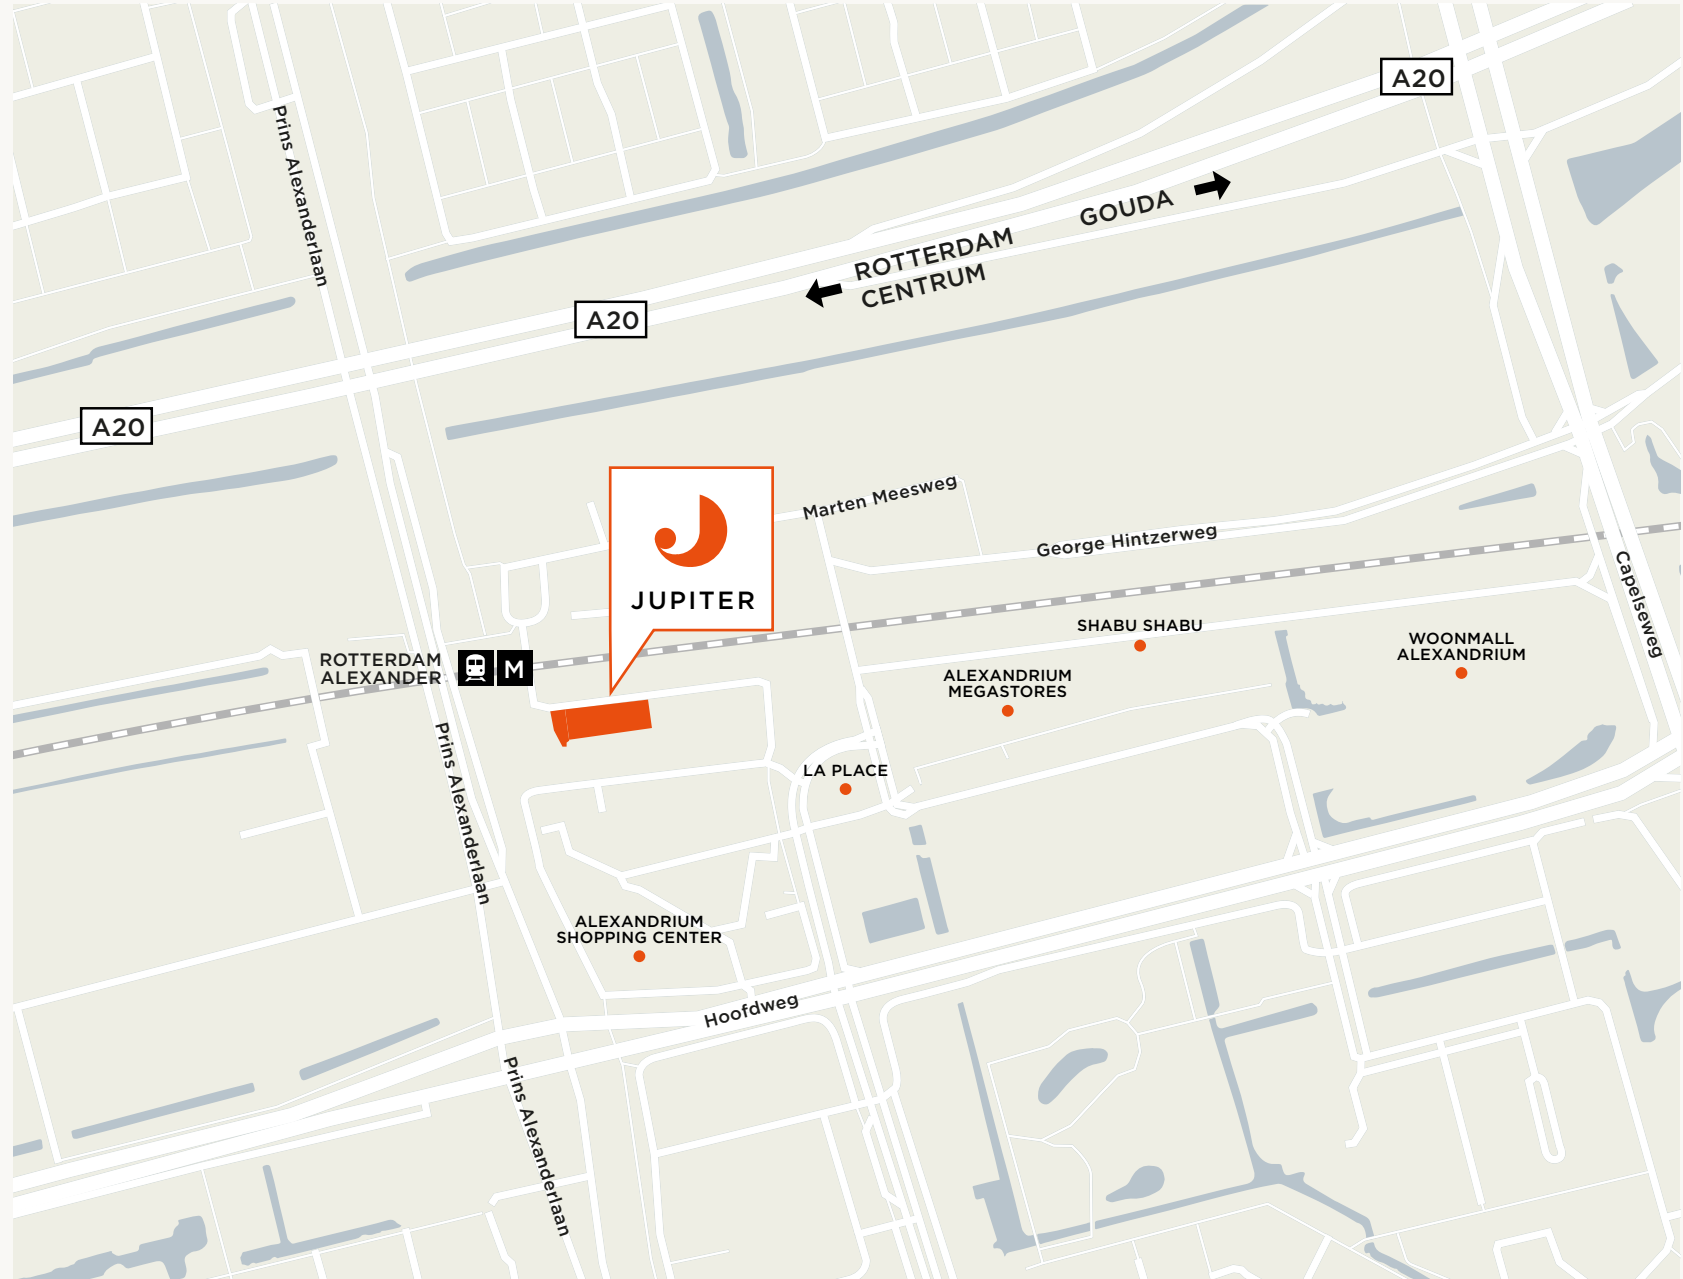 A20
Prins Alexanderlaan
GOUDA
ROTTERDAM
CENTRUM
A20
A20
Marten Meesweg
George Hintzerweg
JUPITER
Capelseweg
SHABU SHABU
WOONMALL
ALEXANDRIUM
ROTTERDAM
ALEXANDER
M
ALEXANDRIUM
MEGASTORES
Prins Alexanderlaan
LA PLACE
ALEXANDRIUM
SHOPPING CENTER
Hoofdweg
Prins Alexanderlaan